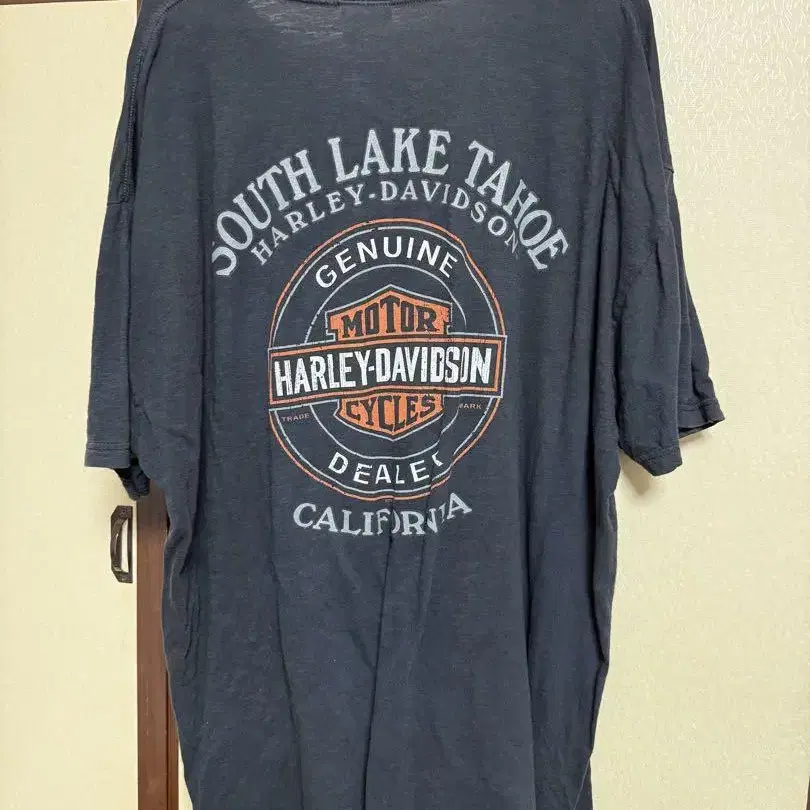 SOUTH LAKE TAHOE
HARLEY-DAVIDSON
GENUINE
MOTOR
HARLEY-DAVIDSON
CYCLES
TRADE MARK
DEALER
CALIFORNIA